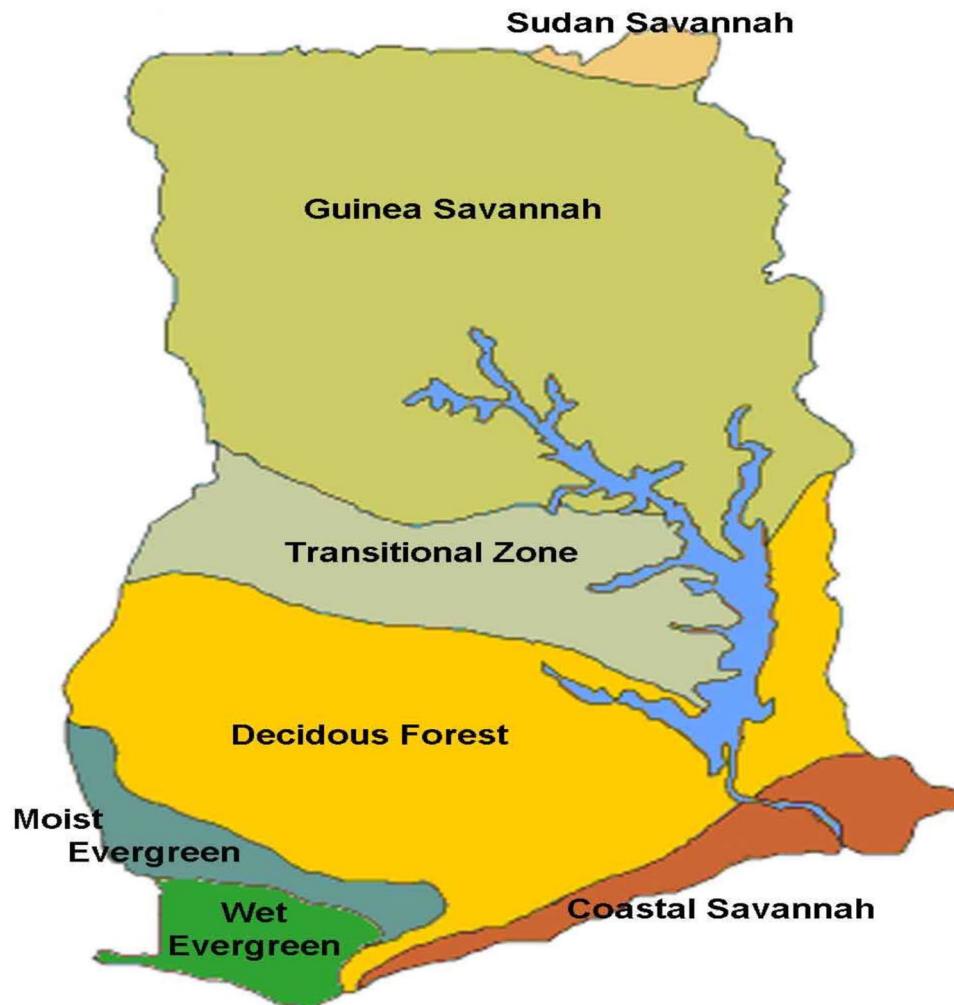 Sudan Savannah
Guinea Savannah
Transitional Zone
Decidous Forest
Moist
Evergreen
Wet
Evergreen
Coastal Savannah